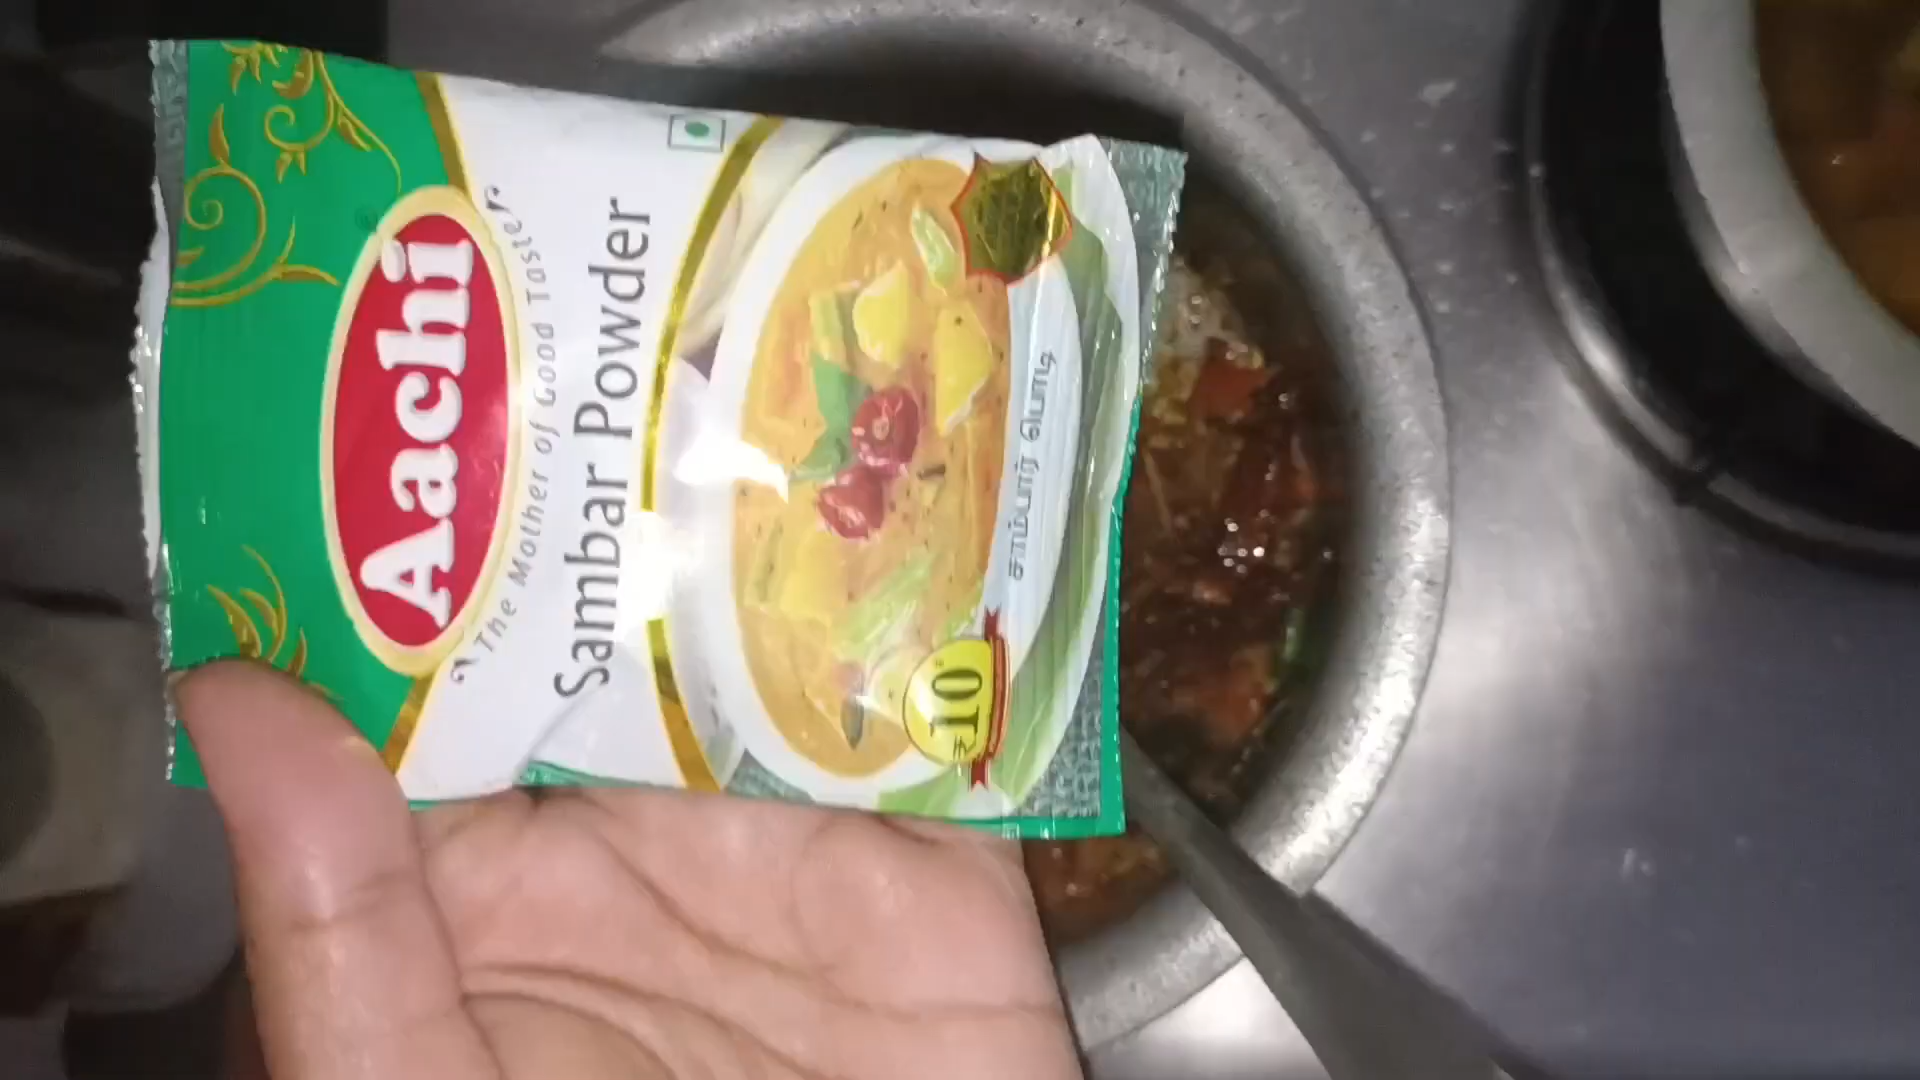 Aachi
"The Mother of Good Taste"
Sambar Powder
சாம்பார் பொடி
₹10